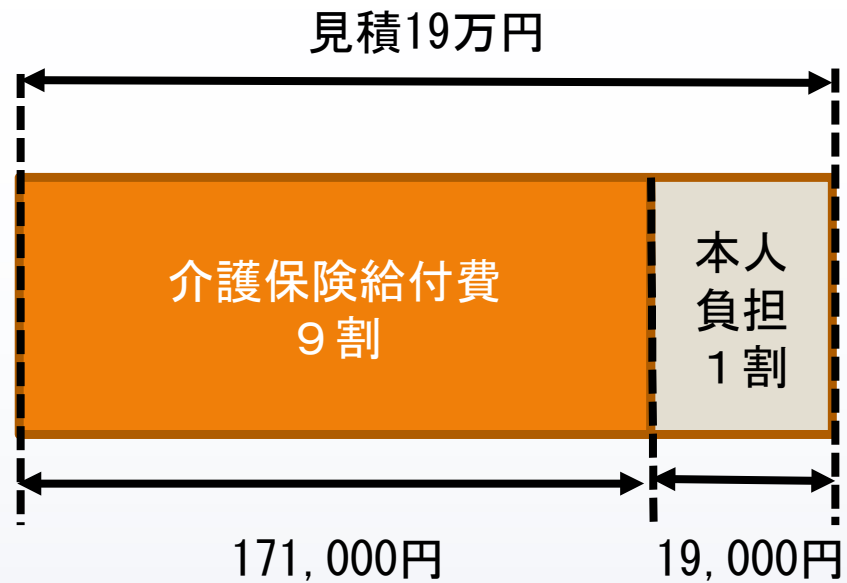 見積19万円
介護保険給付費
９割
本人
負担
１割
171,000円
19,000円